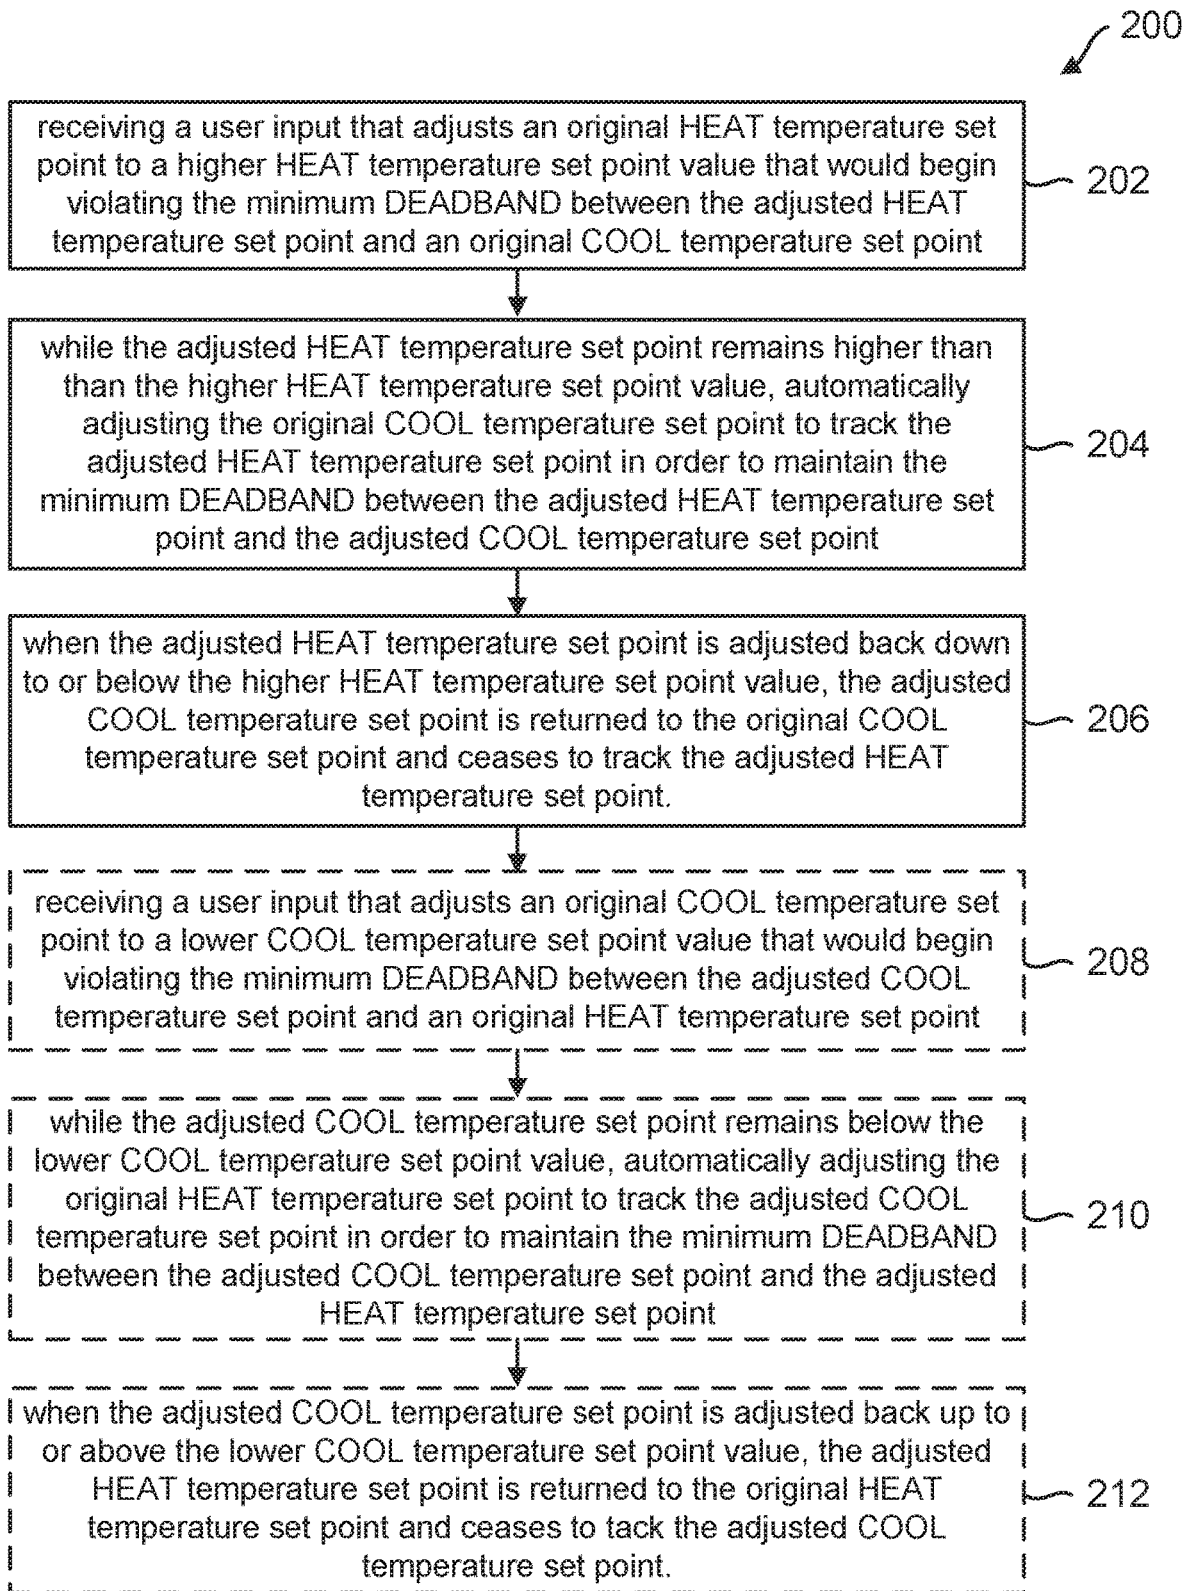 200
receiving a user input that adjusts an original HEAT temperature set
point to a higher HEAT temperature set point value that would begin
violating the minimum DEADBAND between the adjusted HEAT
temperature set point and an original COOL temperature set point
202
while the adjusted HEAT temperature set point remains higher than
than the higher HEAT temperature set point value, automatically
adjusting the original COOL temperature set point to track the
adjusted HEAT temperature set point in order to maintain the
minimum DEADBAND between the adjusted HEAT temperature set
point and the adjusted COOL temperature set point
204
when the adjusted HEAT temperature set point is adjusted back down
to or below the higher HEAT temperature set point value, the adjusted
COOL temperature set point is returned to the original COOL
temperature set point and ceases to track the adjusted HEAT
temperature set point.
206
receiving a user input that adjusts an original COOL temperature set
point to a lower COOL temperature set point value that would begin
violating the minimum DEADBAND between the adjusted COOL
temperature set point and an original HEAT temperature set point
208
while the adjusted COOL temperature set point remains below the
lower COOL temperature set point value, automatically adjusting the
original HEAT temperature set point to track the adjusted COOL
temperature set point in order to maintain the minimum DEADBAND
between the adjusted COOL temperature set point and the adjusted
HEAT temperature set point
210
when the adjusted COOL temperature set point is adjusted back up to
or above the lower COOL temperature set point value, the adjusted
HEAT temperature set point is returned to the original HEAT
temperature set point and ceases to tack the adjusted COOL
temperature set point.
212